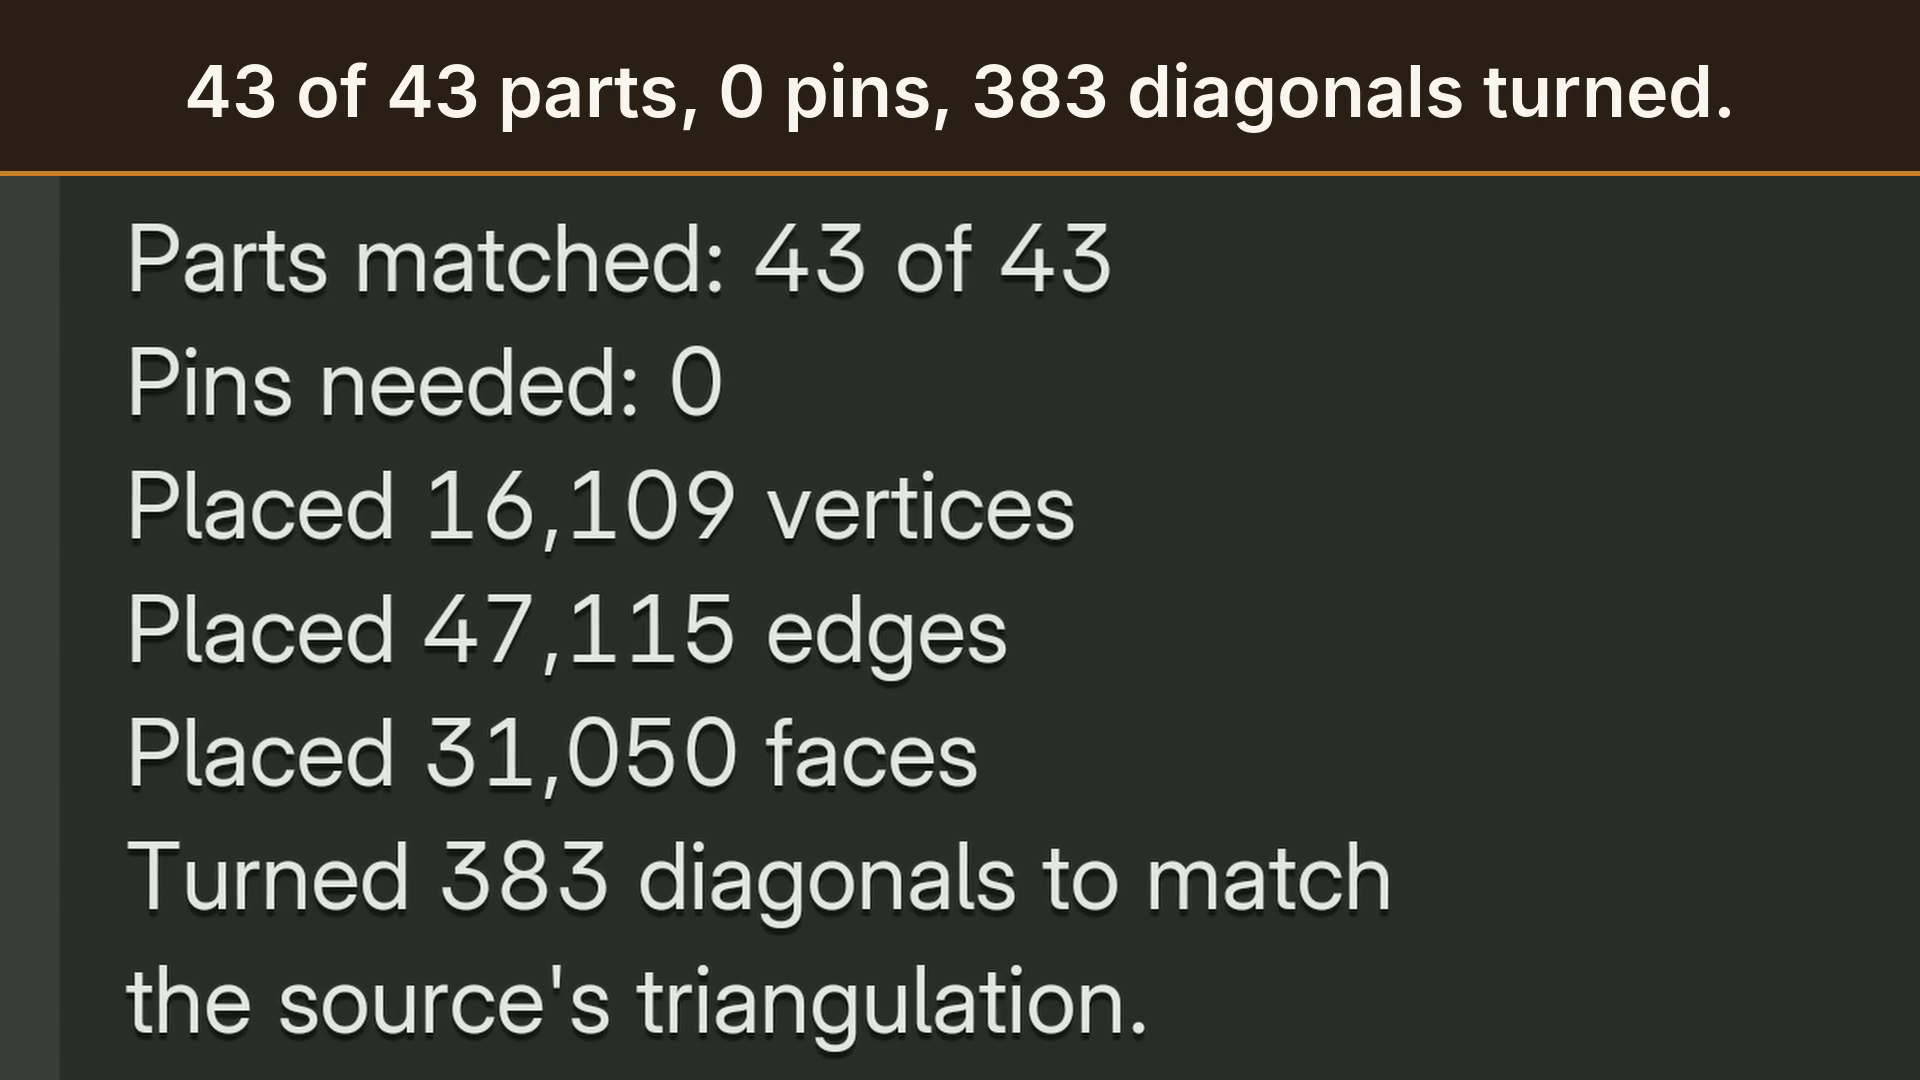 43 of 43 parts, 0 pins, 383 diagonals turned.
Parts matched: 43 of 43
Pins needed: 0
Placed 16,109 vertices
Placed 47,115 edges
Placed 31,050 faces
Turned 383 diagonals to match
the source's triangulation.